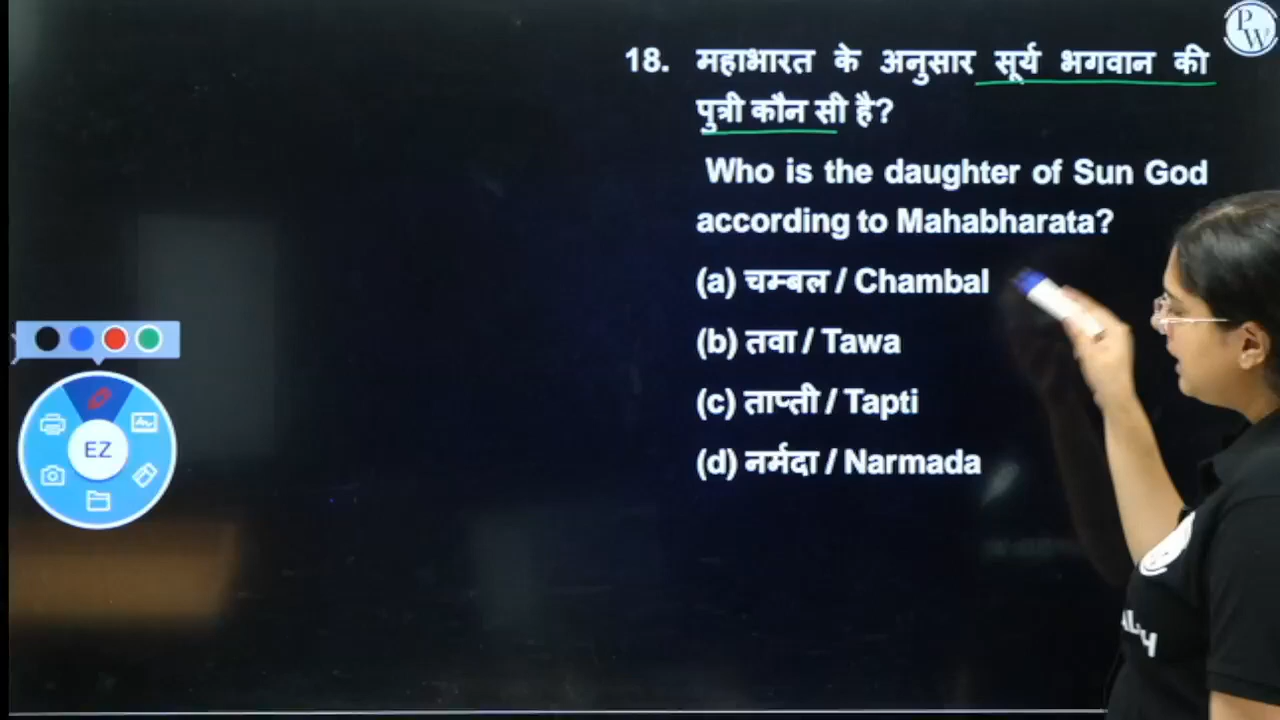 PW
18. महाभारत के अनुसार सूर्य भगवान की
पुत्री कौन सी है?
Who is the daughter of Sun God
according to Mahabharata?
(a) चम्बल / Chambal
(b) तवा / Tawa
(c) ताप्ती / Tapti
(d) नर्मदा / Narmada
EZ